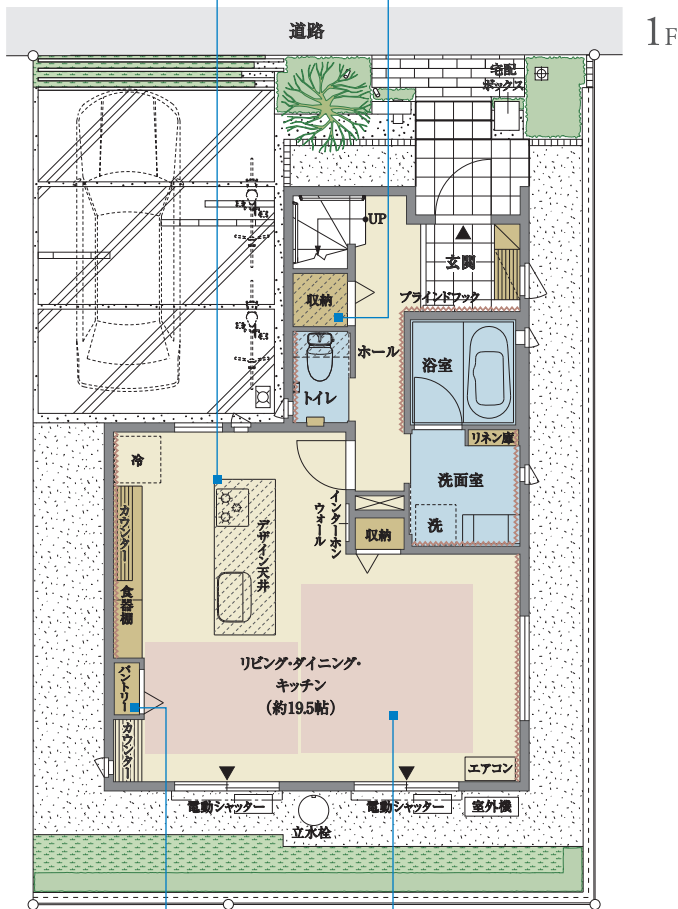 道路
1F
宅配
ボックス
UP
玄関
収納
ブラインドフック
ホール
浴室
トイレ
リネン庫
冷
洗面室
カウンター
インターホン
ウォール
デザイン天井
洗
収納
食器棚
リビング・ダイニング・
キッチン
(約19.5帖)
パントリー
カウンター
エアコン
電動シャッター
電動シャッター
室外機
立水栓